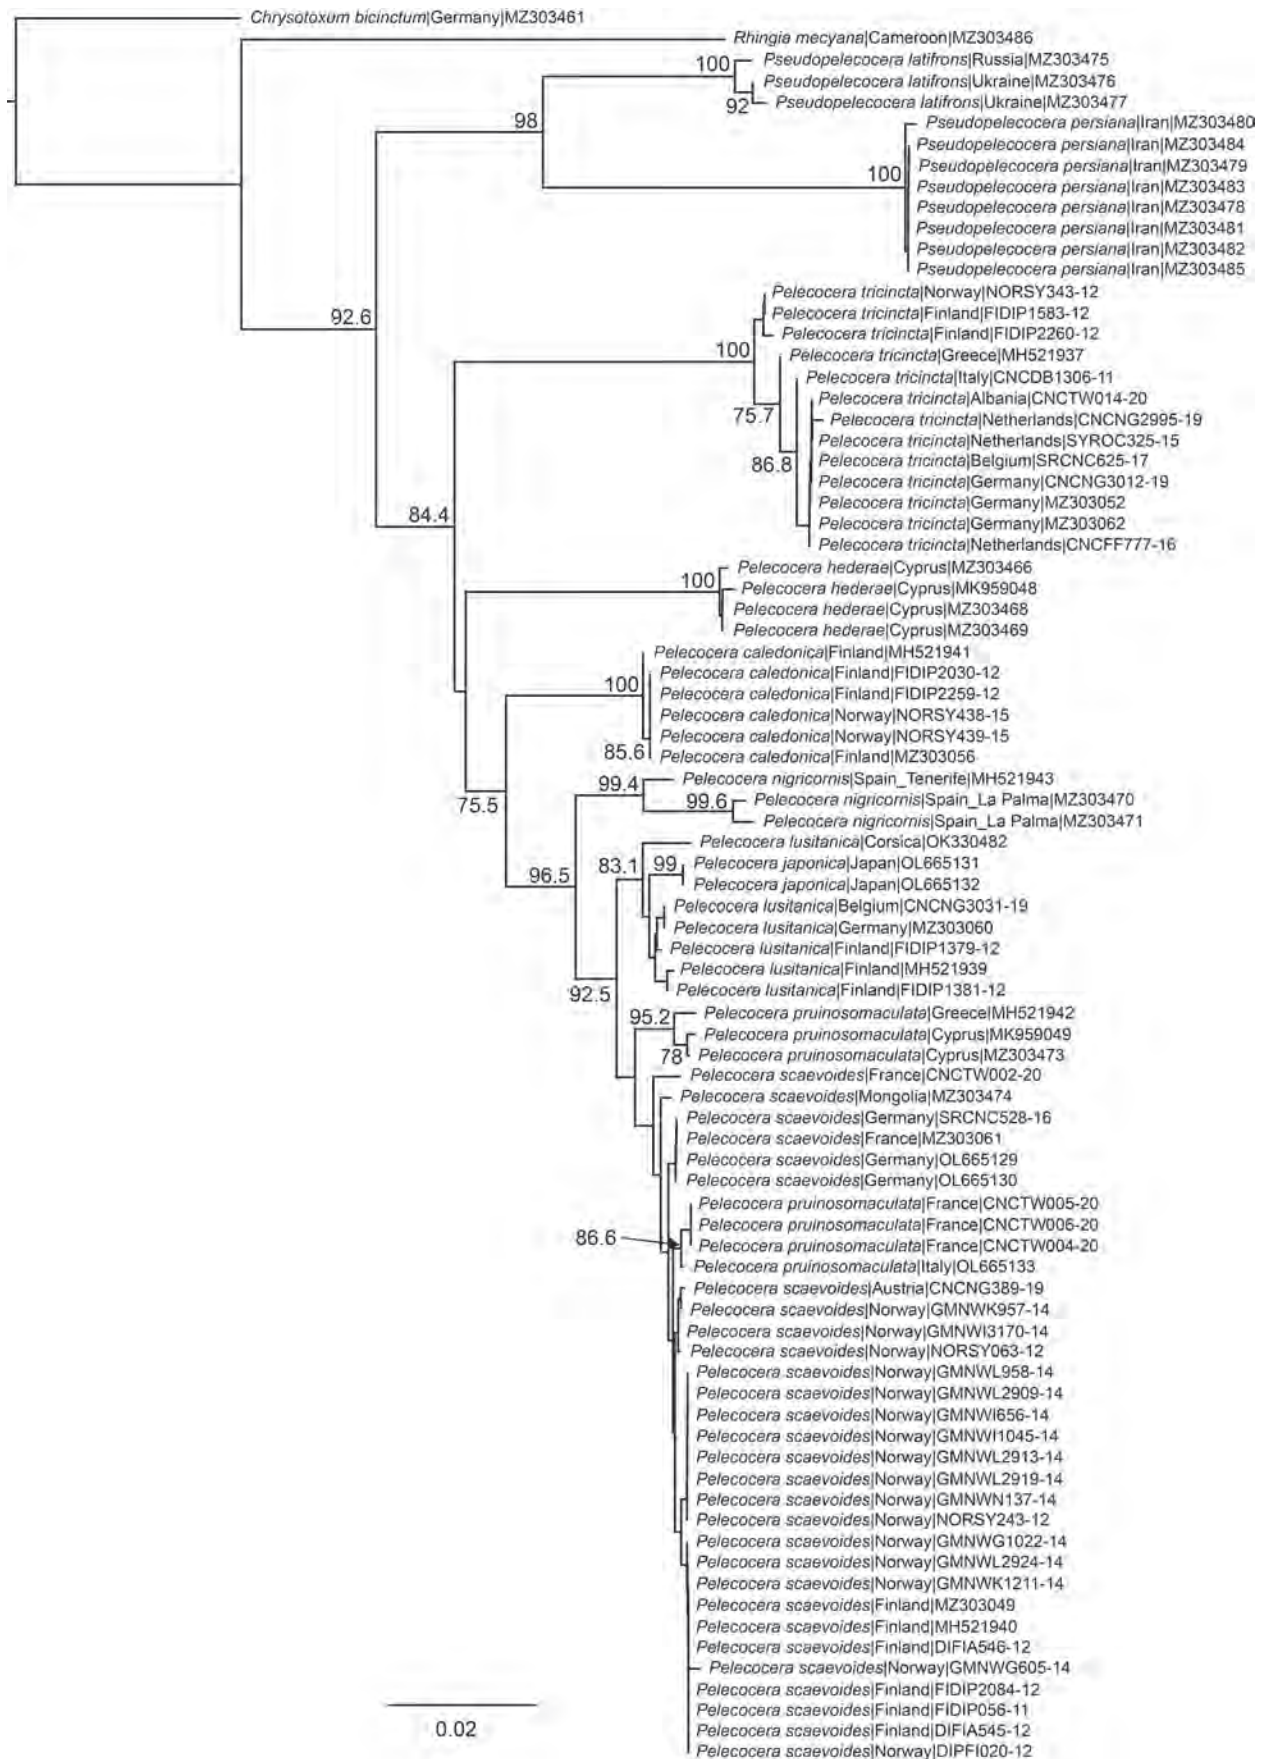 Chrysotoxum bicinctum|Germany|MZ303461
Rhingia mecyana|Cameroon|MZ303486
100
Pseudopelecocera latifrons|Russia|MZ303475
Pseudopelecocera latifrons|Ukraine|MZ303476
92
Pseudopelecocera latifrons|Ukraine|MZ303477
98
Pseudopelecocera persiana|Iran|MZ303480
Pseudopelecocera persiana|Iran|MZ303484
Pseudopelecocera persiana|Iran|MZ303479
100
Pseudopelecocera persiana|Iran|MZ303483
Pseudopelecocera persiana|Iran|MZ303478
Pseudopelecocera persiana|Iran|MZ303481
Pseudopelecocera persiana|Iran|MZ303482
Pseudopelecocera persiana|Iran|MZ303485
Pelecocera tricincta|Norway|NORSY343-12
92.6
Pelecocera tricincta|Finland|FIDIP1583-12
Pelecocera tricincta|Finland|FIDIP2260-12
100
Pelecocera tricincta|Greece|MH521937
Pelecocera tricincta|Italy|CNCDB1306-11
Pelecocera tricincta|Albania|CNCTW014-20
75.7
Pelecocera tricincta|Netherlands|CNCNG2995-19
Pelecocera tricincta|Netherlands|SYROC325-15
86.8
Pelecocera tricincta|Belgium|SRCNC625-17
Pelecocera tricincta|Germany|CNCNG3012-19
Pelecocera tricincta|Germany|MZ303052
84.4
Pelecocera tricincta|Germany|MZ303062
Pelecocera tricincta|Netherlands|CNCFF777-16
Pelecocera hederae|Cyprus|MZ303466
100
Pelecocera hederae|Cyprus|MK959048
Pelecocera hederae|Cyprus|MZ303468
Pelecocera hederae|Cyprus|MZ303469
Pelecocera caledonica|Finland|MH521941
Pelecocera caledonica|Finland|FIDIP2030-12
100
Pelecocera caledonica|Finland|FIDIP2259-12
Pelecocera caledonica|Norway|NORSY438-15
Pelecocera caledonica|Norway|NORSY439-15
85.6
Pelecocera caledonica|Finland|MZ303056
99.4
Pelecocera nigricornis|Spain_Tenerife|MH521943
75.5
99.6
Pelecocera nigricornis|Spain_La Palma|MZ303470
Pelecocera nigricornis|Spain_La Palma|MZ303471
Pelecocera lusitanica|Corsica|OK330482
96.5
83.1
99
Pelecocera japonica|Japan|OL665131
Pelecocera japonica|Japan|OL665132
Pelecocera lusitanica|Belgium|CNCNG3031-19
Pelecocera lusitanica|Germany|MZ303060
Pelecocera lusitanica|Finland|FIDIP1379-12
Pelecocera lusitanica|Finland|MH521939
92.5
Pelecocera lusitanica|Finland|FIDIP1381-12
95.2
Pelecocera pruinosomaculata|Greece|MH521942
Pelecocera pruinosomaculata|Cyprus|MK959049
78
Pelecocera pruinosomaculata|Cyprus|MZ303473
Pelecocera scaevoides|France|CNCTW002-20
Pelecocera scaevoides|Mongolia|MZ303474
Pelecocera scaevoides|Germany|SRCNC528-16
Pelecocera scaevoides|France|MZ303061
Pelecocera scaevoides|Germany|OL665129
Pelecocera scaevoides|Germany|OL665130
Pelecocera pruinosomaculata|France|CNCTW005-20
Pelecocera pruinosomaculata|France|CNCTW006-20
86.6
Pelecocera pruinosomaculata|France|CNCTW004-20
Pelecocera pruinosomaculata|Italy|OL665133
Pelecocera scaevoides|Austria|CNCNG389-19
Pelecocera scaevoides|Norway|GMNWK957-14
Pelecocera scaevoides|Norway|GMNWI3170-14
Pelecocera scaevoides|Norway|NORSY063-12
Pelecocera scaevoides|Norway|GMNWL958-14
Pelecocera scaevoides|Norway|GMNWL2909-14
Pelecocera scaevoides|Norway|GMNWI656-14
Pelecocera scaevoides|Norway|GMNWI1045-14
Pelecocera scaevoides|Norway|GMNWL2913-14
Pelecocera scaevoides|Norway|GMNWL2919-14
Pelecocera scaevoides|Norway|GMNWN137-14
Pelecocera scaevoides|Norway|NORSY243-12
Pelecocera scaevoides|Norway|GMNWG1022-14
Pelecocera scaevoides|Norway|GMNWL2924-14
Pelecocera scaevoides|Norway|GMNWK1211-14
Pelecocera scaevoides|Finland|MZ303049
Pelecocera scaevoides|Finland|MH521940
Pelecocera scaevoides|Finland|DIFIA546-12
Pelecocera scaevoides|Norway|GMNWG605-14
Pelecocera scaevoides|Finland|FIDIP2084-12
Pelecocera scaevoides|Finland|FIDIP056-11
0.02
Pelecocera scaevoides|Finland|DIFIA545-12
Pelecocera scaevoides|Norway|DIPFI020-12